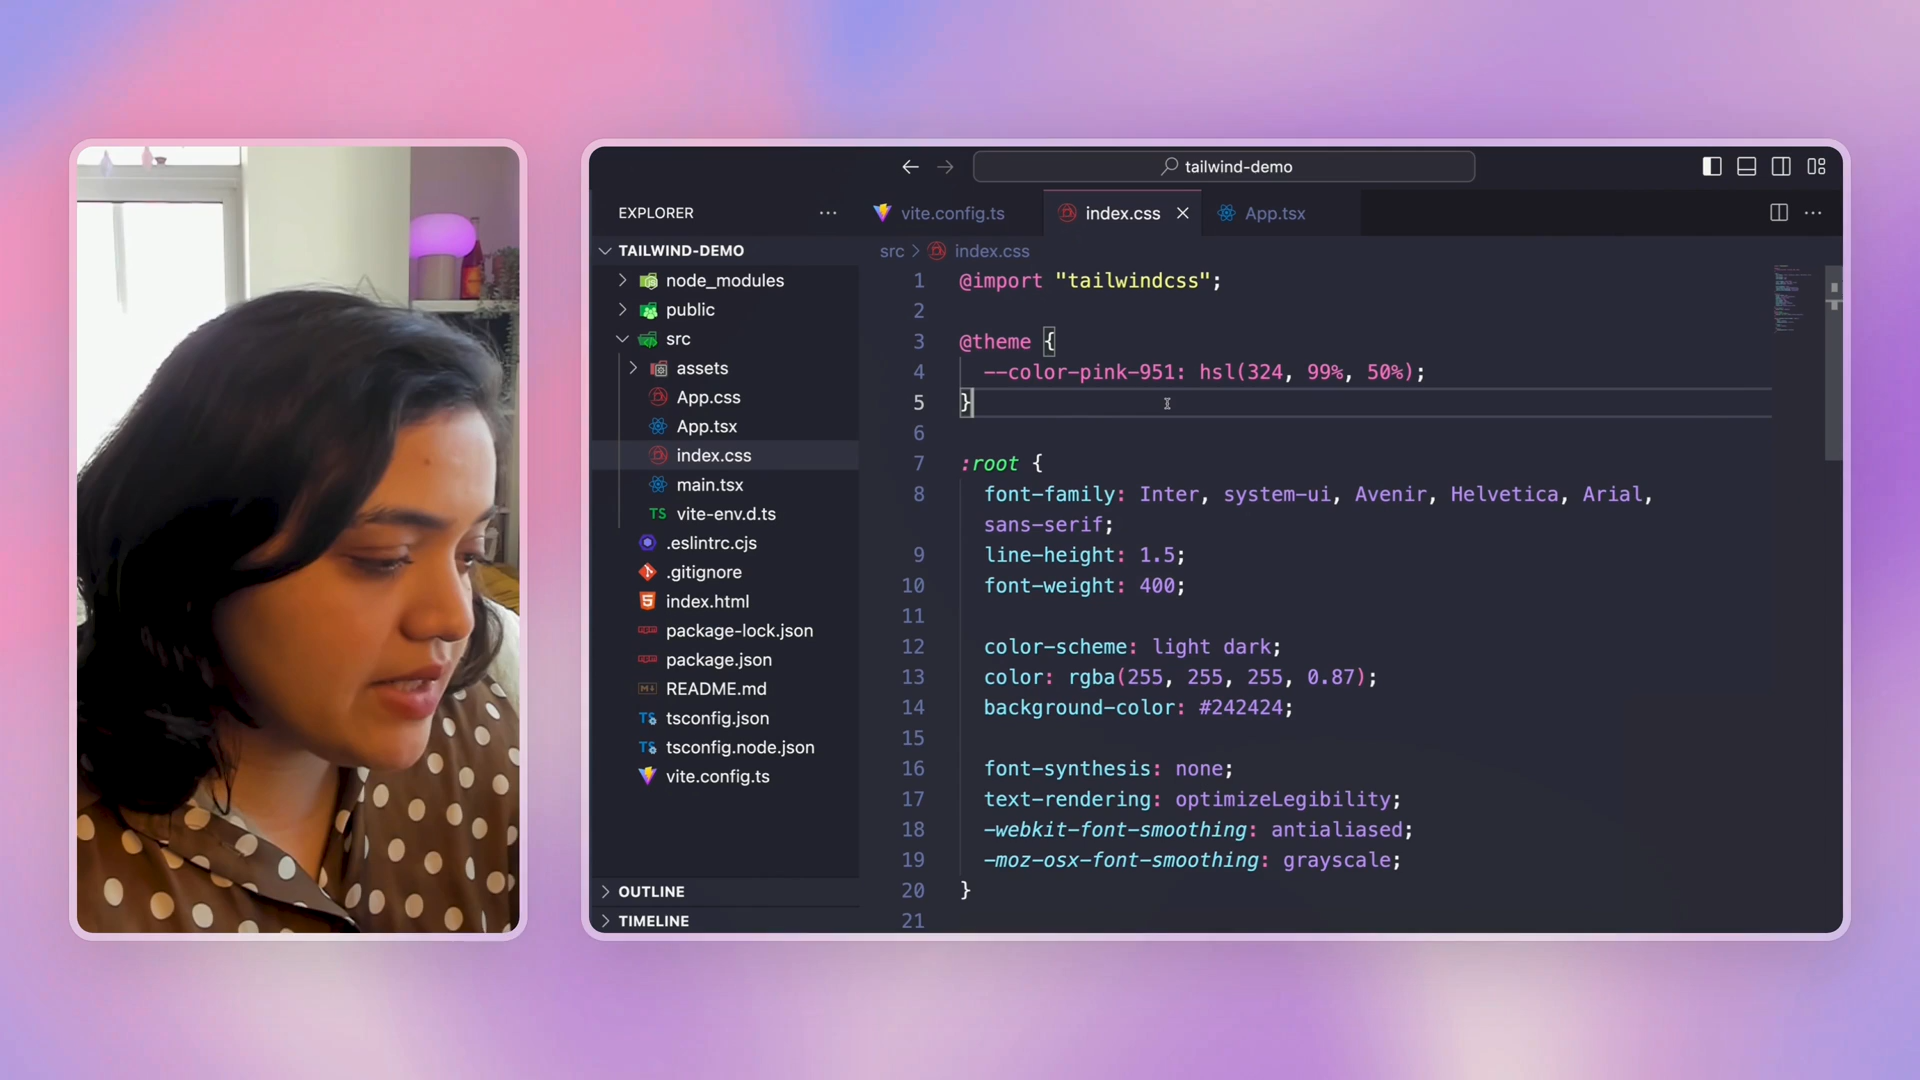 tailwind-demo
EXPLORER
vite.config.ts
index.css
App.tsx
TAILWIND-DEMO
src > index.css
node_modules
public
src
assets
App.css
App.tsx
index.css
main.tsx
TS vite-env.d.ts
.eslintrc.cjs
.gitignore
5 index.html
package-lock.json
package.json
README.md
TS tsconfig.json
TS tsconfig.node.json
vite.config.ts
OUTLINE
TIMELINE
1 @import "tailwindcss";
2
3 @theme {
4 --color-pink-951: hsl(324, 99%, 50%);
5 }
6
7 :root {
8 font-family: Inter, system-ui, Avenir, Helvetica, Arial,
sans-serif;
9 line-height: 1.5;
10 font-weight: 400;
11
12 color-scheme: light dark;
13 color: rgba(255, 255, 255, 0.87);
14 background-color: #242424;
15
16 font-synthesis: none;
17 text-rendering: optimizeLegibility;
18 -webkit-font-smoothing: antialiased;
19 -moz-osx-font-smoothing: grayscale;
20 }
21